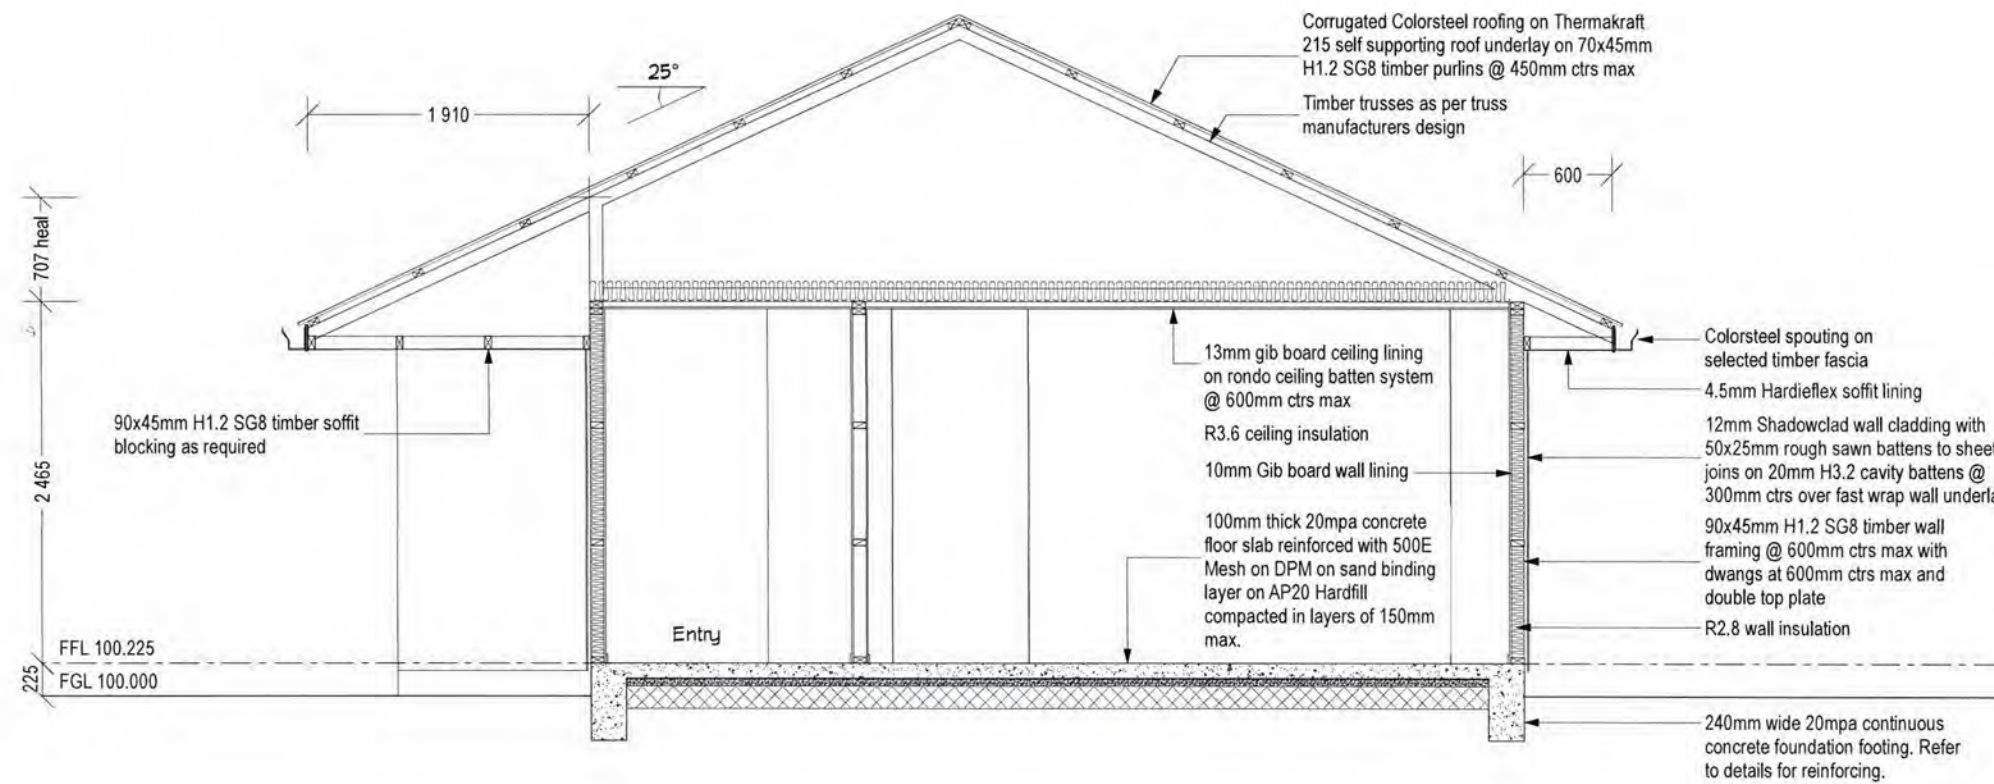 Corrugated Colorsteel roofing on Thermakraft
215 self supporting roof underlay on 70x45mm
H1.2 SG8 timber purlins @ 450mm ctrs max
Timber trusses as per truss
manufacturers design
25°
1 910
600
707 heal
2 465
225
90x45mm H1.2 SG8 timber soffit
blocking as required
13mm gib board ceiling lining
on rondo ceiling batten system
@ 600mm ctrs max
R3.6 ceiling insulation
10mm Gib board wall lining
100mm thick 20mpa concrete
floor slab reinforced with 500E
Mesh on DPM on sand binding
layer on AP20 Hardfill
compacted in layers of 150mm
max.
Entry
FFL 100.225
FGL 100.000
Colorsteel spouting on
selected timber fascia
4.5mm Hardieflex soffit lining
12mm Shadowclad wall cladding with
50x25mm rough sawn battens to sheet
joins on 20mm H3.2 cavity battens @
300mm ctrs over fast wrap wall underla
90x45mm H1.2 SG8 timber wall
framing @ 600mm ctrs max with
dwangs at 600mm ctrs max and
double top plate
R2.8 wall insulation
240mm wide 20mpa continuous
concrete foundation footing. Refer
to details for reinforcing.